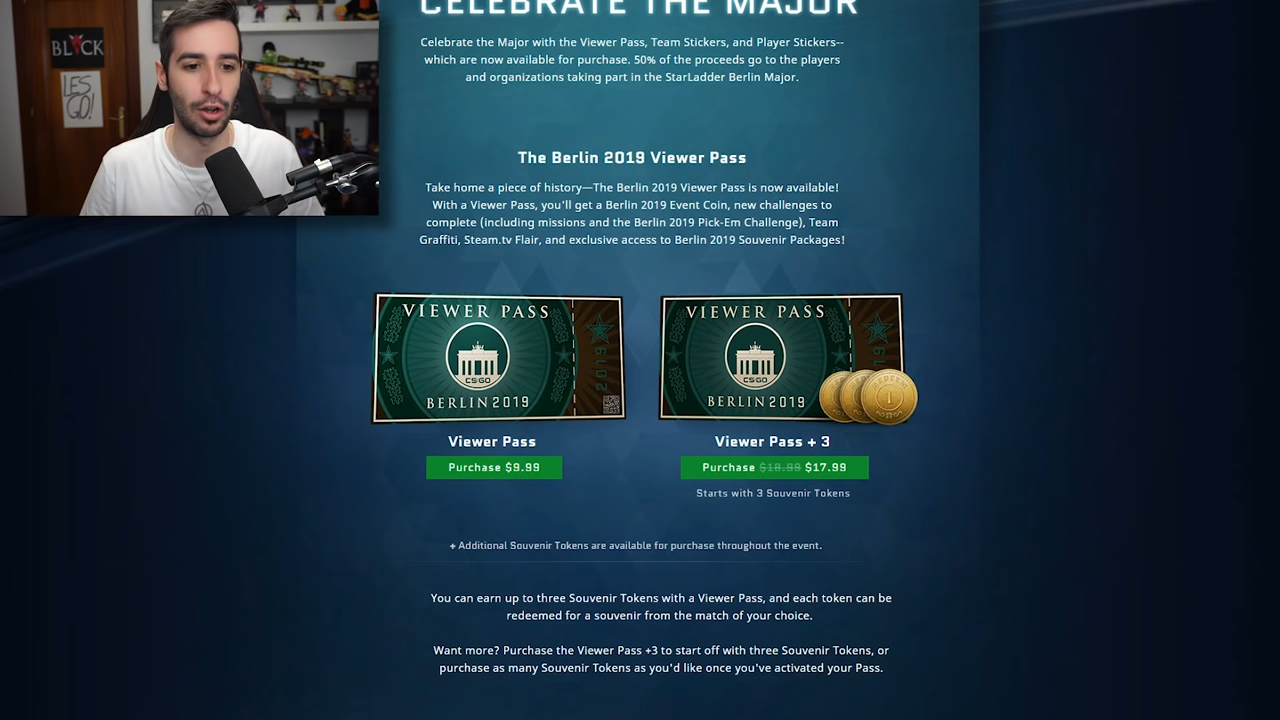 CELEBRATE THE MAJOR
BLCK
LES
GO!
Celebrate the Major with the Viewer Pass, Team Stickers, and Player Stickers--
which are now available for purchase. 50% of the proceeds go to the players
and organizations taking part in the StarLadder Berlin Major.
The Berlin 2019 Viewer Pass
Take home a piece of history—The Berlin 2019 Viewer Pass is now available!
With a Viewer Pass, you'll get a Berlin 2019 Event Coin, new challenges to
complete (including missions and the Berlin 2019 Pick-Em Challenge), Team
Graffiti, Steam.tv Flair, and exclusive access to Berlin 2019 Souvenir Packages!
VIEWER PASS
CS:GO
BERLIN 2019
2019
VIEWER PASS
CS:GO
BERLIN 2019
19
1
Viewer Pass
Viewer Pass + 3
Purchase $9.99
Purchase $18.99 $17.99
Starts with 3 Souvenir Tokens
+ Additional Souvenir Tokens are available for purchase throughout the event.
You can earn up to three Souvenir Tokens with a Viewer Pass, and each token can be
redeemed for a souvenir from the match of your choice.
Want more? Purchase the Viewer Pass +3 to start off with three Souvenir Tokens, or
purchase as many Souvenir Tokens as you'd like once you've activated your Pass.